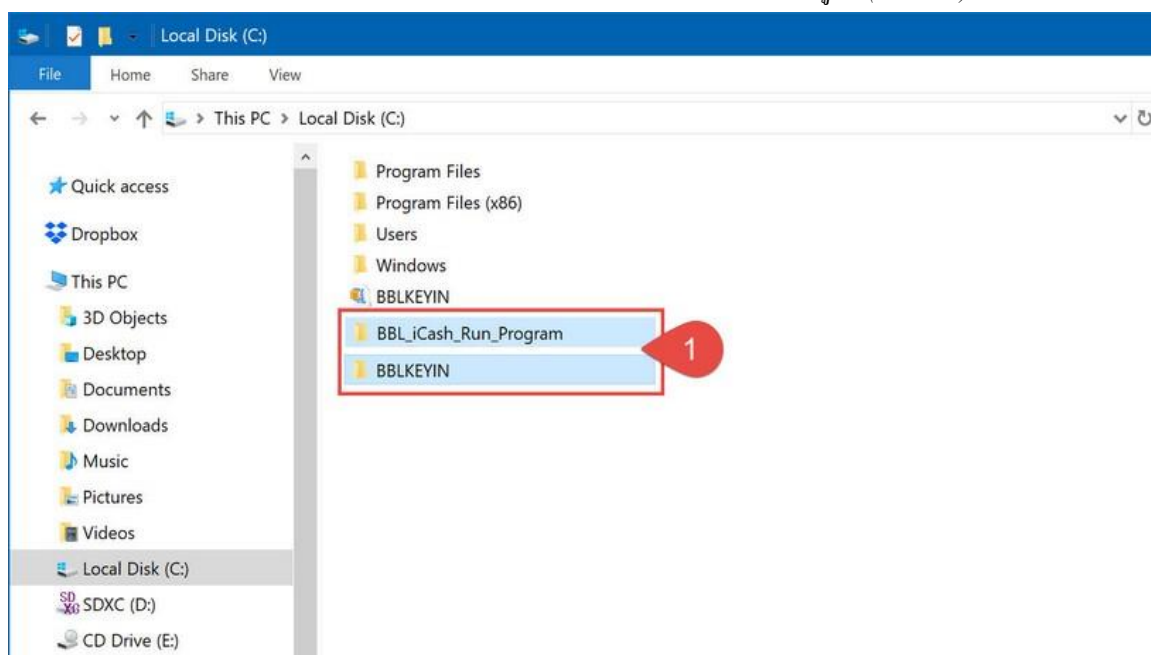 Local Disk (C:)
File Home Share View
This PC > Local Disk (C:)
Quick access
Dropbox
This PC
3D Objects
Desktop
Documents
Downloads
Music
Pictures
Videos
Local Disk (C:)
SDXC (D:)
CD Drive (E:)
Program Files
Program Files (x86)
Users
Windows
BBLKEYIN
BBL_iCash_Run_Program
BBLKEYIN
1